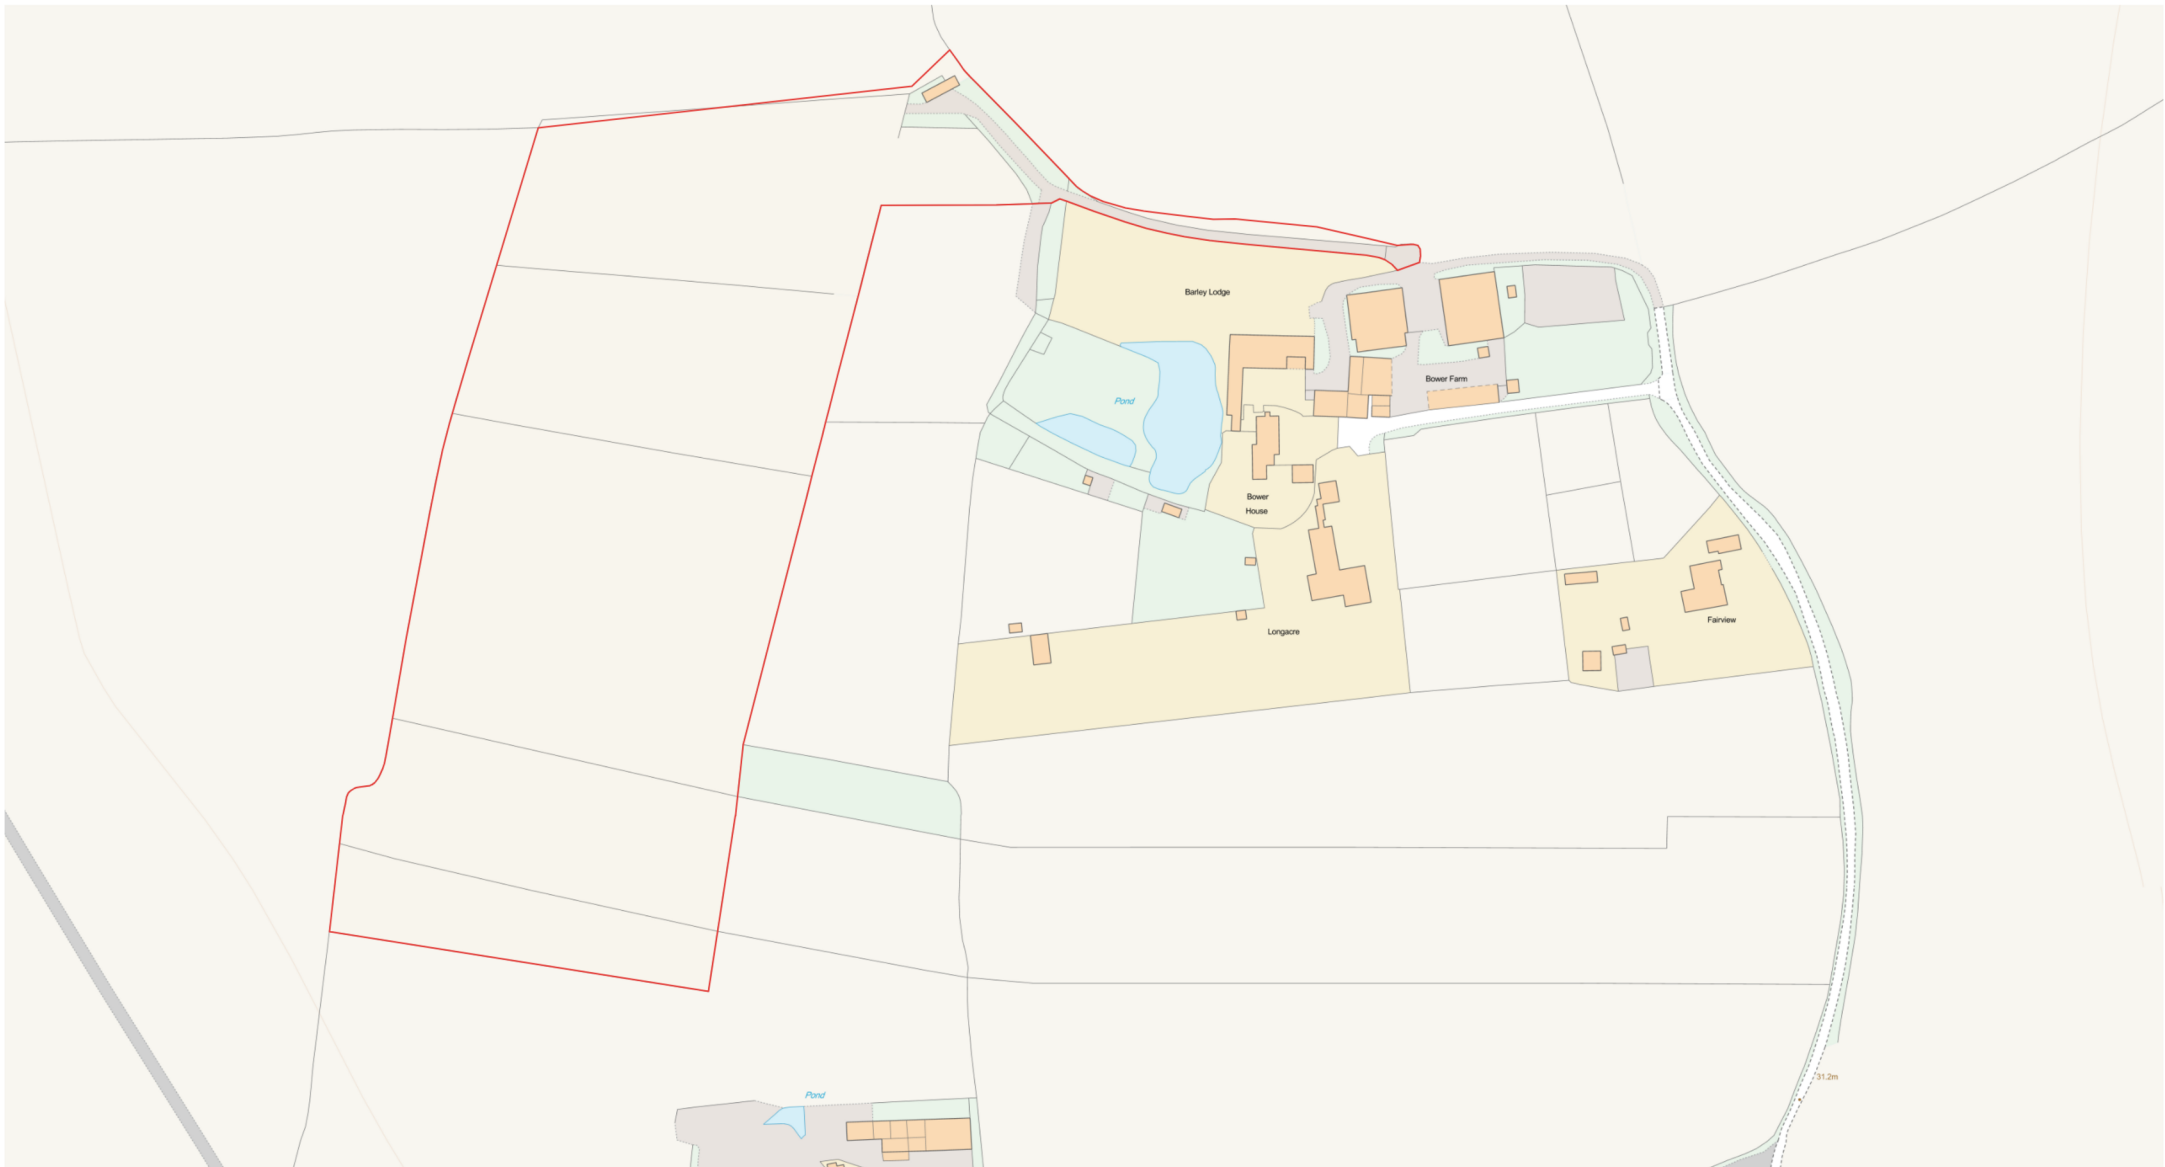 Barley Lodge
Bower Farm
Pond
Bower
House
Fairview
Longacre
31.2m
Pond